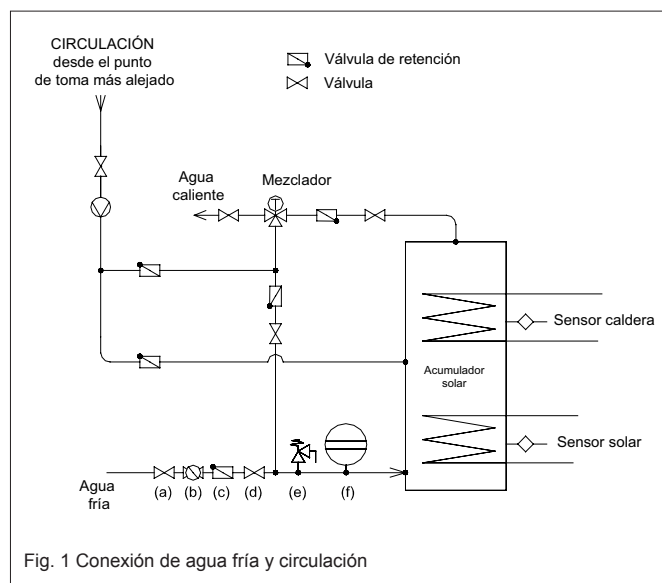 CIRCULACIÓN
desde el punto
de toma más alejado
Válvula de retención
Válvula
Agua
caliente
Mezclador
Sensor caldera
Acumulador
solar
Sensor solar
Agua
fría
(a) (b) (c) (d) (e) (f)
Fig. 1 Conexión de agua fría y circulación